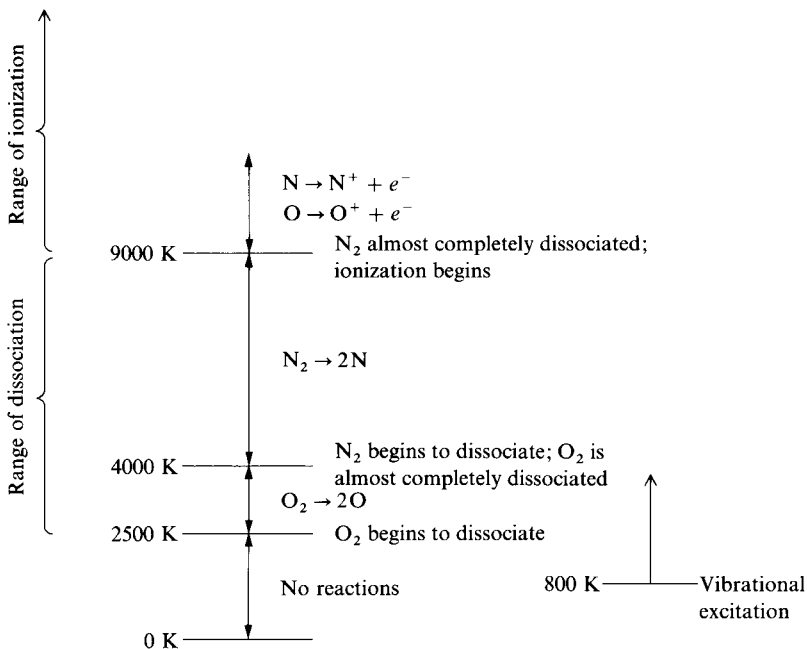 Range of ionization
N → N⁺ + e⁻
O → O⁺ + e⁻
9000 K
N₂ almost completely dissociated;
ionization begins
Range of dissociation
N₂ → 2N
4000 K
N₂ begins to dissociate; O₂ is
almost completely dissociated
O₂ → 2O
2500 K
O₂ begins to dissociate
No reactions
800 K
Vibrational
excitation
0 K